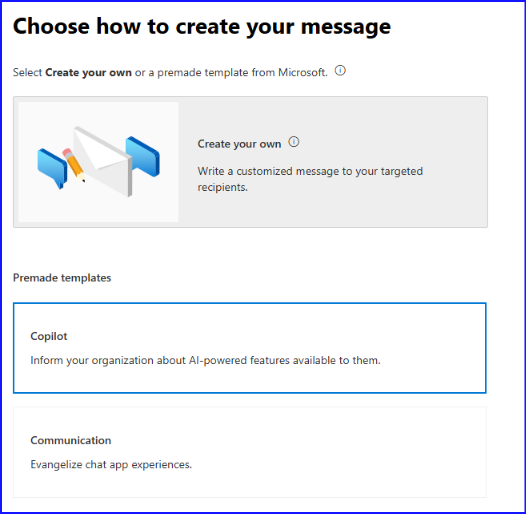 Choose how to create your message
Select Create your own or a premade template from Microsoft.
Create your own
Write a customized message to your targeted
recipients.
Premade templates
Copilot
Inform your organization about AI-powered features available to them.
Communication
Evangelize chat app experiences.